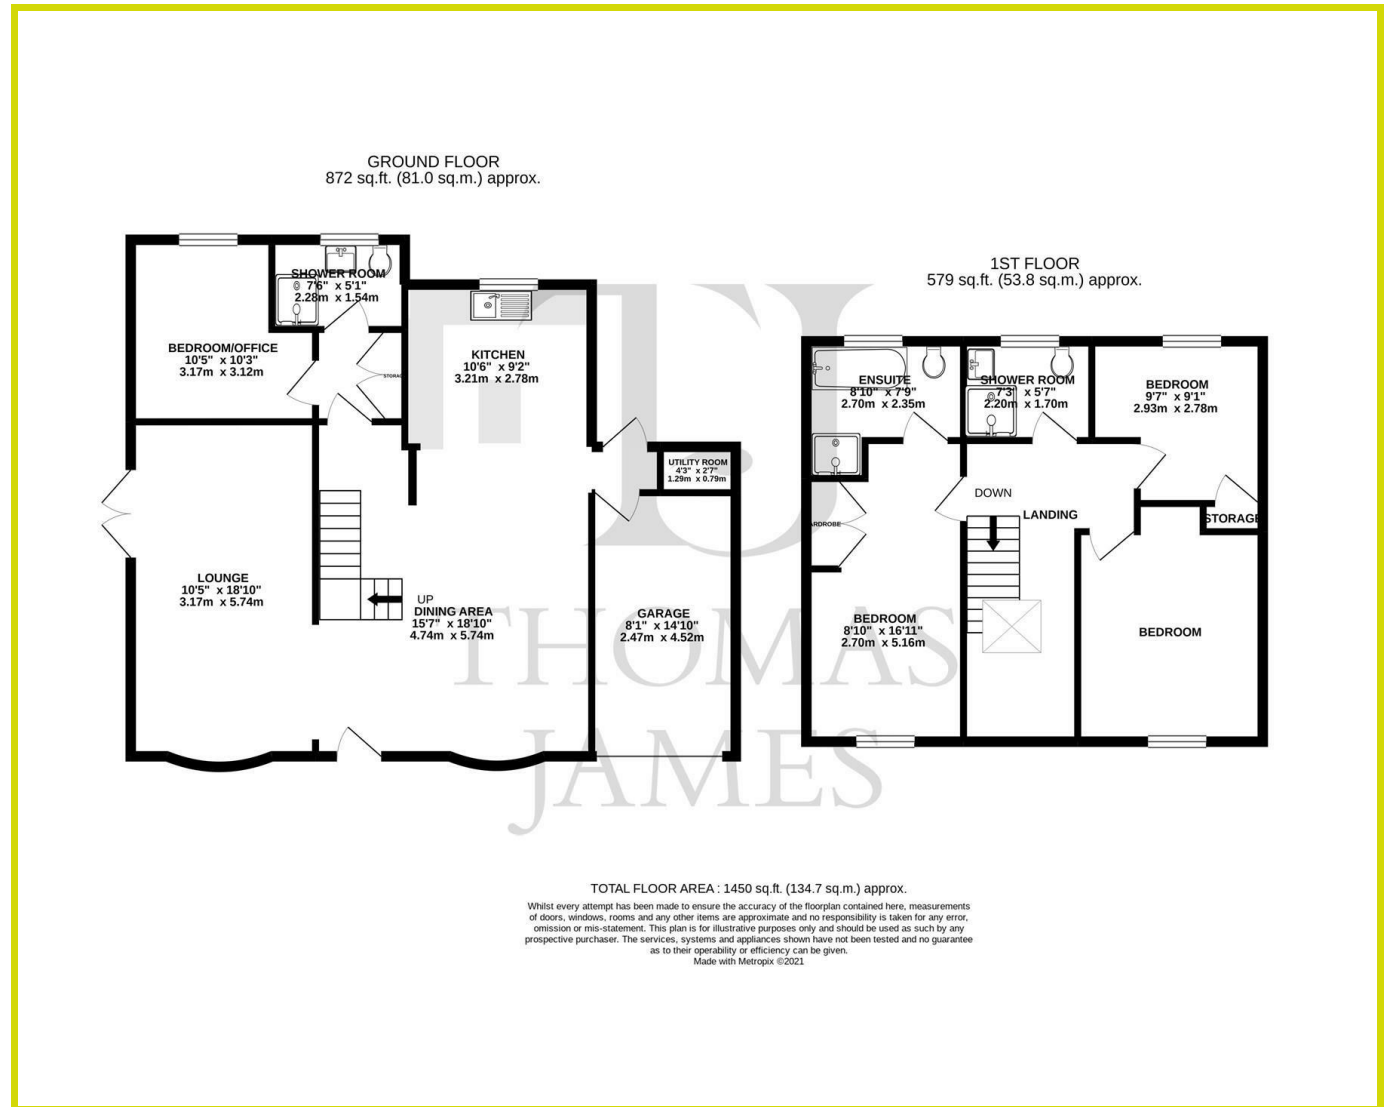 GROUND FLOOR
872 sq.ft. (81.0 sq.m.) approx.
SHOWER ROOM
7'6" x 5'1"
2.28m x 1.54m
BEDROOM/OFFICE
10'5" x 10'3"
3.17m x 3.12m
STORAGE
KITCHEN
10'6" x 9'2"
3.21m x 2.78m
UTILITY ROOM
4'3" x 2'7"
1.29m x 0.79m
LOUNGE
10'5" x 18'10"
3.17m x 5.74m
UP
DINING AREA
15'7" x 18'10"
4.74m x 5.74m
GARAGE
8'1" x 14'10"
2.47m x 4.52m
1ST FLOOR
579 sq.ft. (53.8 sq.m.) approx.
ENSUITE
8'10" x 7'9"
2.70m x 2.35m
SHOWER ROOM
7'3" x 5'7"
2.20m x 1.70m
BEDROOM
9'7" x 9'1"
2.93m x 2.78m
DOWN
LANDING
STORAGE
ARDROBE
BEDROOM
8'10" x 16'11"
2.70m x 5.16m
BEDROOM
TJ
THOMAS
JAMES
TOTAL FLOOR AREA : 1450 sq.ft. (134.7 sq.m.) approx.
Whilst every attempt has been made to ensure the accuracy of the floorplan contained here, measurements
of doors, windows, rooms and any other items are approximate and no responsibility is taken for any error,
omission or mis-statement. This plan is for illustrative purposes only and should be used as such by any
prospective purchaser. The services, systems and appliances shown have not been tested and no guarantee
as to their operability or efficiency can be given.
Made with Metropix ©2021